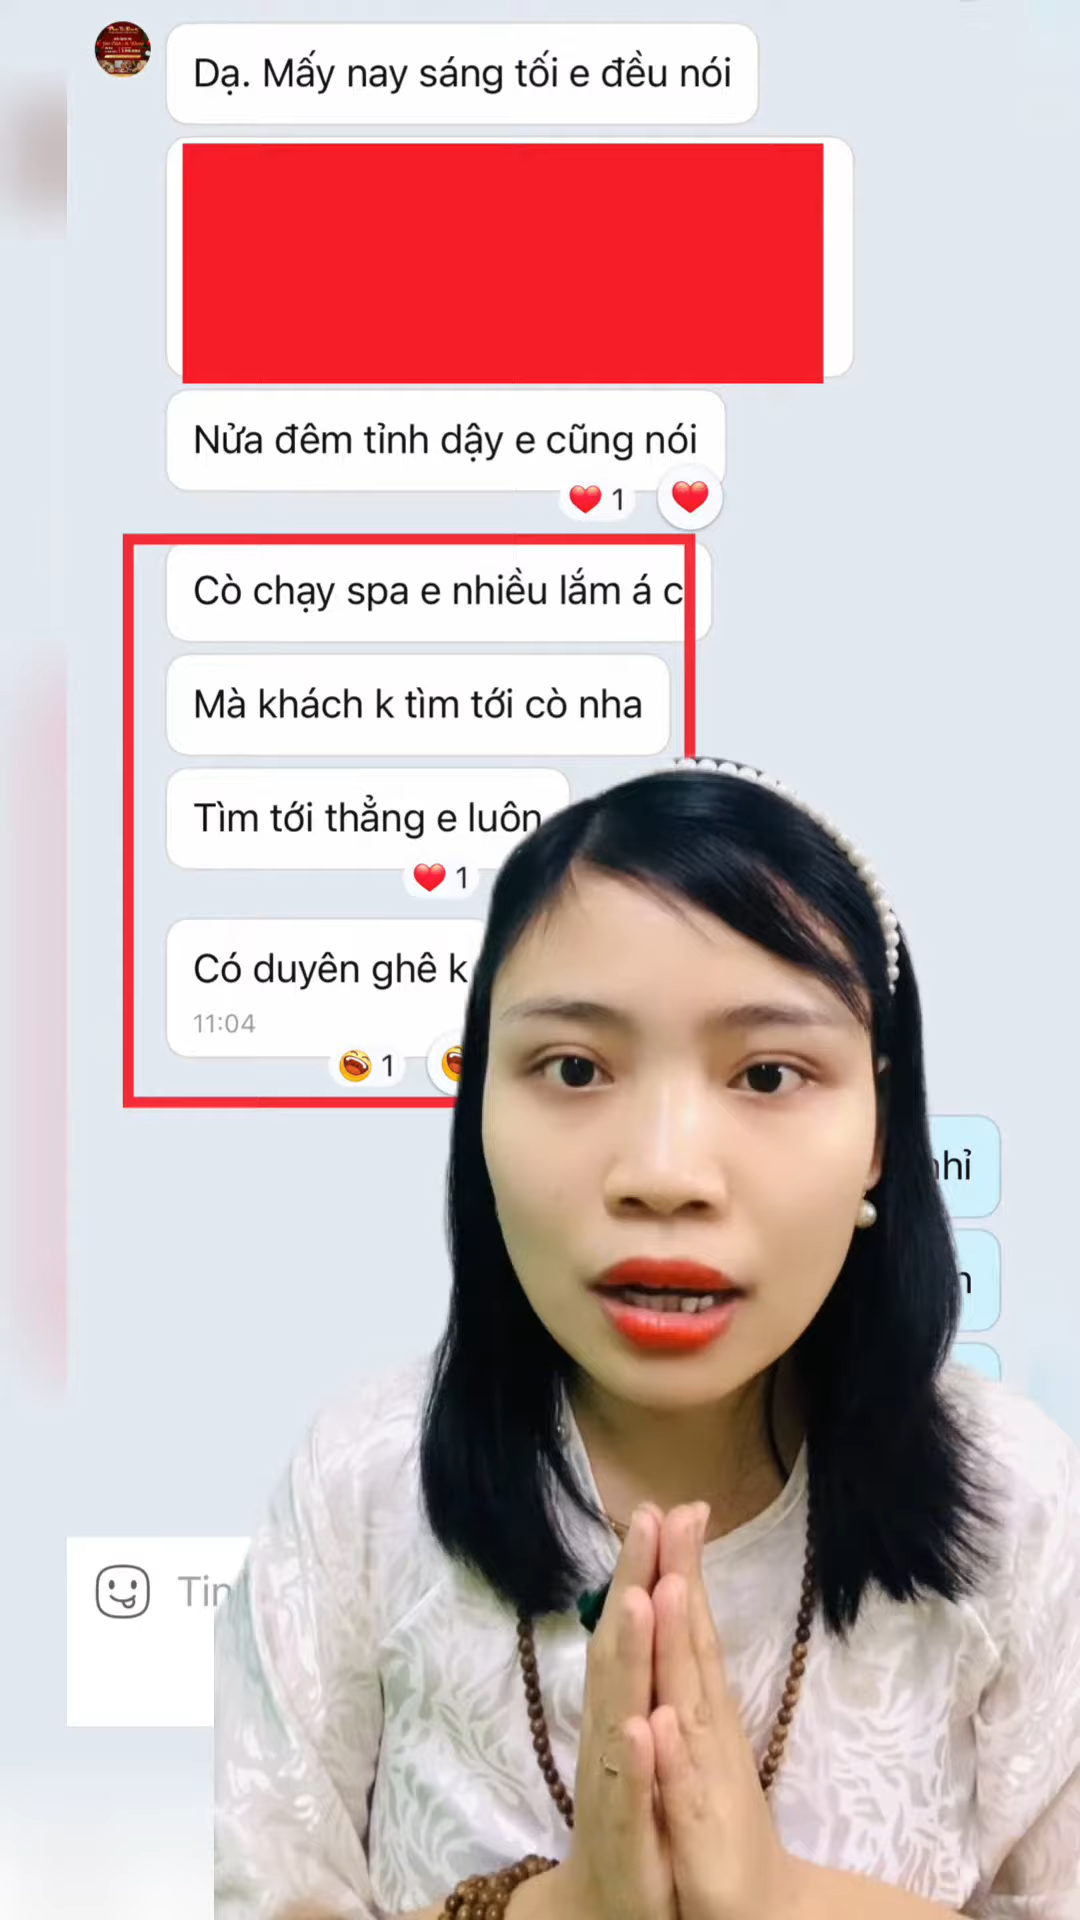 Dạ. Mấy nay sáng tối e đều nói
Nửa đêm tỉnh dậy e cũng nói
1
Cò chạy spa e nhiều lắm á c
Mà khách k tìm tới cò nha
Tìm tới thẳng e luôn
1
Có duyên ghê k
11:04
1